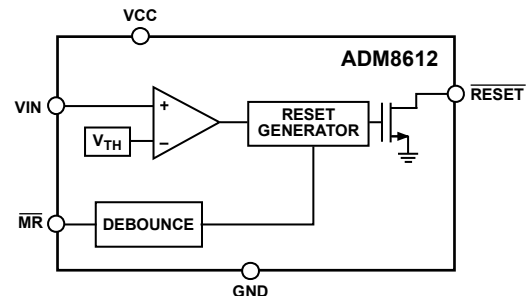 VCC
ADM8612
RESET
VIN
+
RESET
GENERATOR
VTH
−
MR
DEBOUNCE
GND